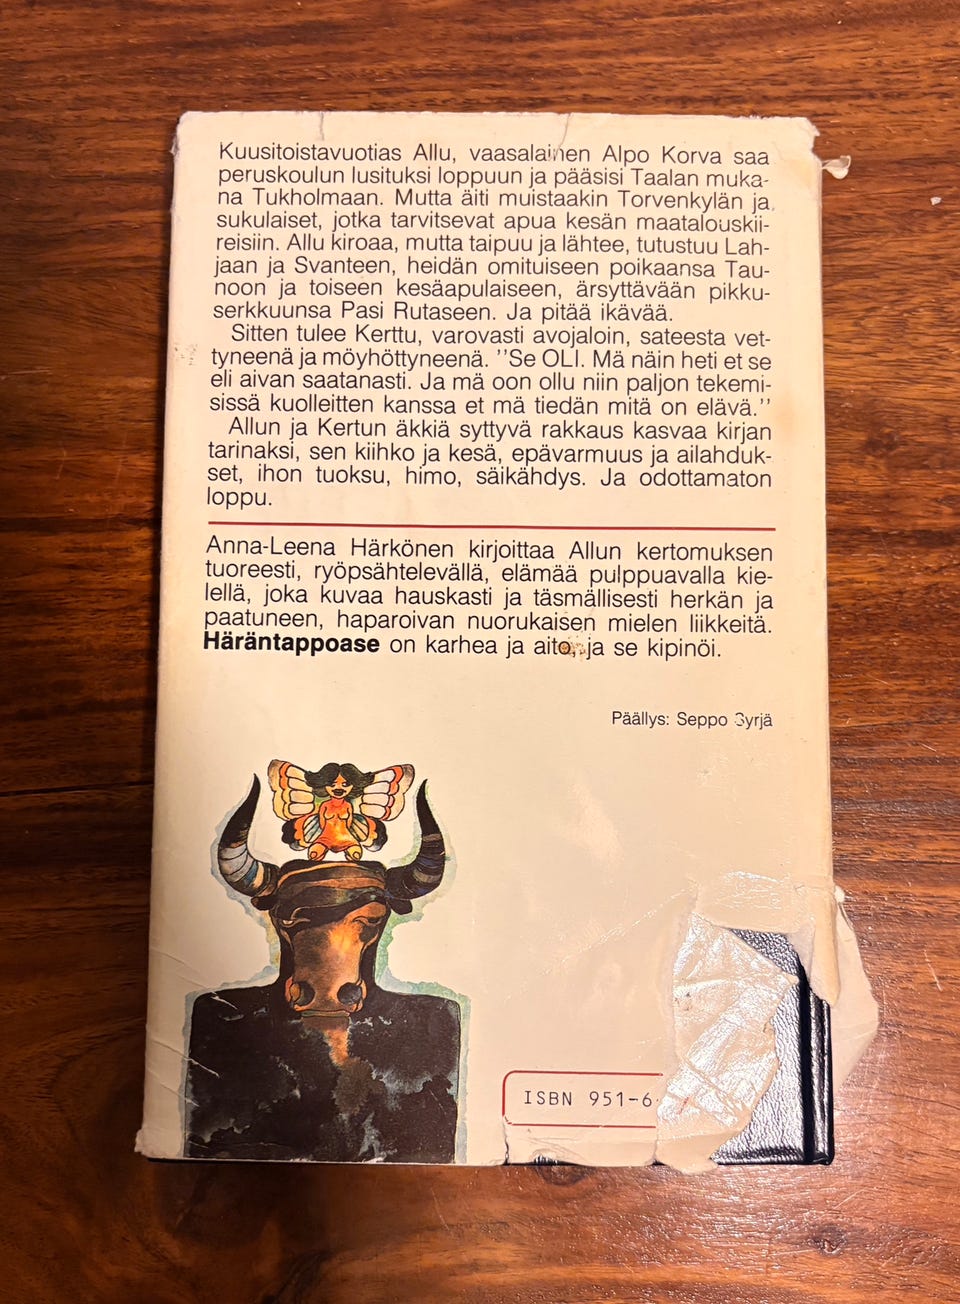 Kuusitoistavuotias Allu, vaasalainen Alpo Korva saa
peruskoulun lusituksi loppuun ja pääsisi Taalan muka-
na Tukholmaan. Mutta äiti muistaakin Torvenkylän ja
sukulaiset, jotka tarvitsevat apua kesän maatalouskii-
reisiin. Allu kiroaa, mutta taipuu ja lähtee, tutustuu Lah-
jaan ja Svanteen, heidän omituiseen poikaansa Tau-
noon ja toiseen kesäapulaiseen, ärsyttävään pikku-
serkkuunsa Pasi Rutaseen. Ja pitää ikävää.
Sitten tulee Kerttu, varovasti avojaloin, sateesta vet-
tyneenä ja möyhöttyneenä. ''Se OLI. Mä näin heti et se
eli aivan saatanasti. Ja mä oon ollu niin paljon tekemi-
sissä kuolleitten kanssa et mä tiedän mitä on elävä.''
Allun ja Kertun äkkiä syttyvä rakkaus kasvaa kirjan
tarinaksi, sen kiihko ja kesä, epävarmuus ja ailahduk-
set, ihon tuoksu, himo, säikähdys. Ja odottamaton
loppu.
Anna-Leena Härkönen kirjoittaa Allun kertomuksen
tuoreesti, ryöpsähtelevällä, elämää pulppuavalla kie-
lellä, joka kuvaa hauskasti ja täsmällisesti herkän ja
paatuneen, haparoivan nuorukaisen mielen liikkeitä.
Häräntappoase on karhea ja aito, ja se kipinöi.
Päällys: Seppo Syrjä
ISBN 951-6